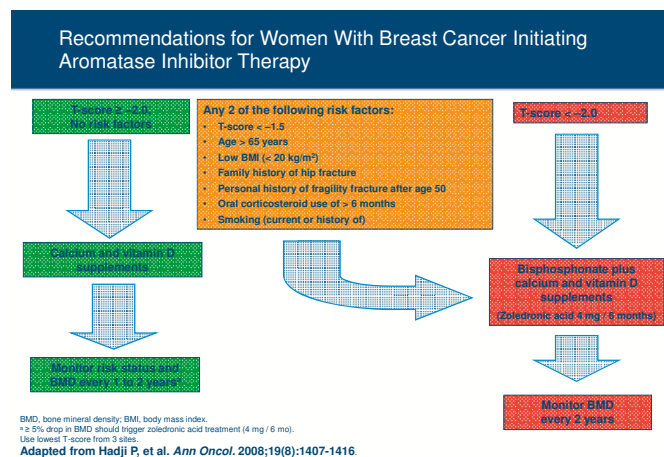 Recommendations for Women With Breast Cancer Initiating
Aromatase Inhibitor Therapy
T-score ≥ –2.0,
No risk factors
Calcium and vitamin D
supplements
Monitor risk status and
BMD every 1 to 2 yearsª
Any 2 of the following risk factors:
• T-score < –1.5
• Age > 65 years
• Low BMI (< 20 kg/m²)
• Family history of hip fracture
• Personal history of fragility fracture after age 50
• Oral corticosteroid use of > 6 months
• Smoking (current or history of)
T-score < –2.0
Bisphosphonate plus
calcium and vitamin D
supplements
(Zoledronic acid 4 mg / 6 months)
Monitor BMD
every 2 years
BMD, bone mineral density; BMI, body mass index.
ª ≥ 5% drop in BMD should trigger zoledronic acid treatment (4 mg / 6 mo).
Use lowest T-score from 3 sites.
Adapted from Hadji P, et al. Ann Oncol. 2008;19(8):1407-1416.